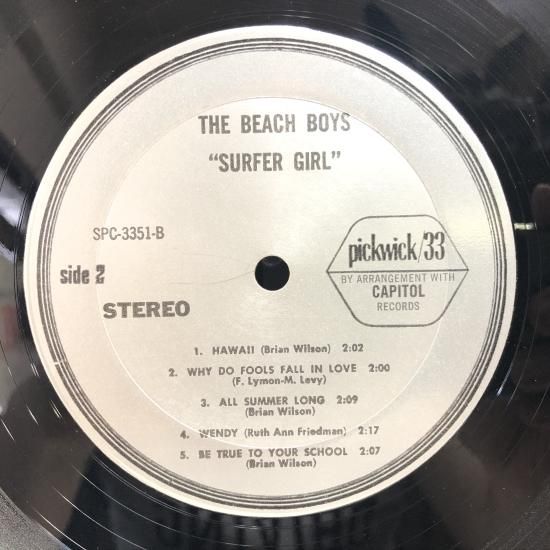 THE BEACH BOYS
"SURFER GIRL"
SPC-3351-B
pickwick/33
BY ARRANGEMENT WITH
CAPITOL
RECORDS
side 2
STEREO
1. HAWAII (Brian Wilson) 2:02
2. WHY DO FOOLS FALL IN LOVE 2:00
(F. Lymon-M. Levy)
3. ALL SUMMER LONG 2:09
(Brian Wilson)
4. WENDY (Ruth Ann Friedman) 2:17
5. BE TRUE TO YOUR SCHOOL 2:07
(Brian Wilson)